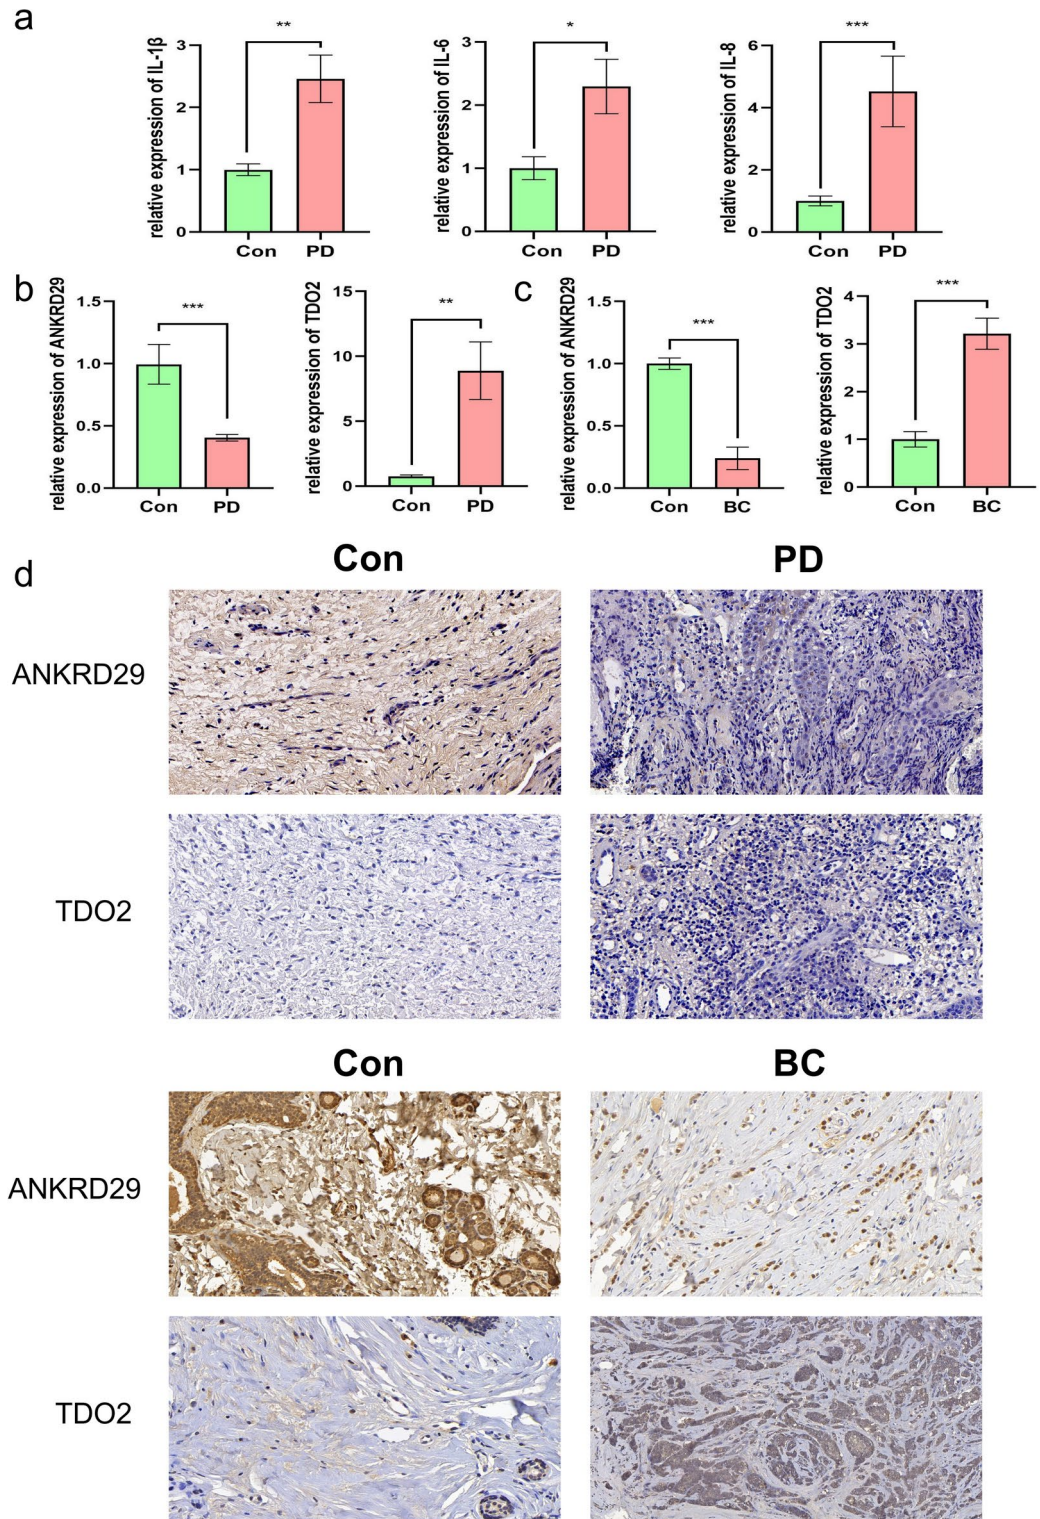 a
relative expression of IL-1β
3
2
1
0
**
Con PD
relative expression of IL-6
3
2
1
0
*
Con PD
relative expression of IL-8
6
4
2
0
***
Con PD
b
relative expression of ANKRD29
1.5
1.0
0.5
0.0
***
Con PD
relative expression of TDO2
15
10
5
0
**
Con PD
c
relative expression of ANKRD29
1.5
1.0
0.5
0.0
***
Con BC
relative expression of TDO2
4
3
2
1
0
***
Con BC
d
Con PD
ANKRD29
TDO2
Con BC
ANKRD29
TDO2